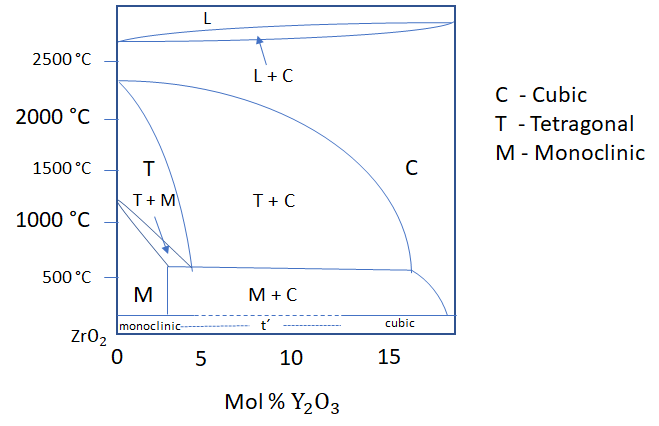 L
2500 °C
L + C
2000 °C
C - Cubic
T - Tetragonal
M - Monoclinic
1500 °C
T
C
T + M
T + C
1000 °C
500 °C
M
M + C
monoclinic
t′
cubic
ZrO₂
0 5 10 15
Mol % Y₂O₃